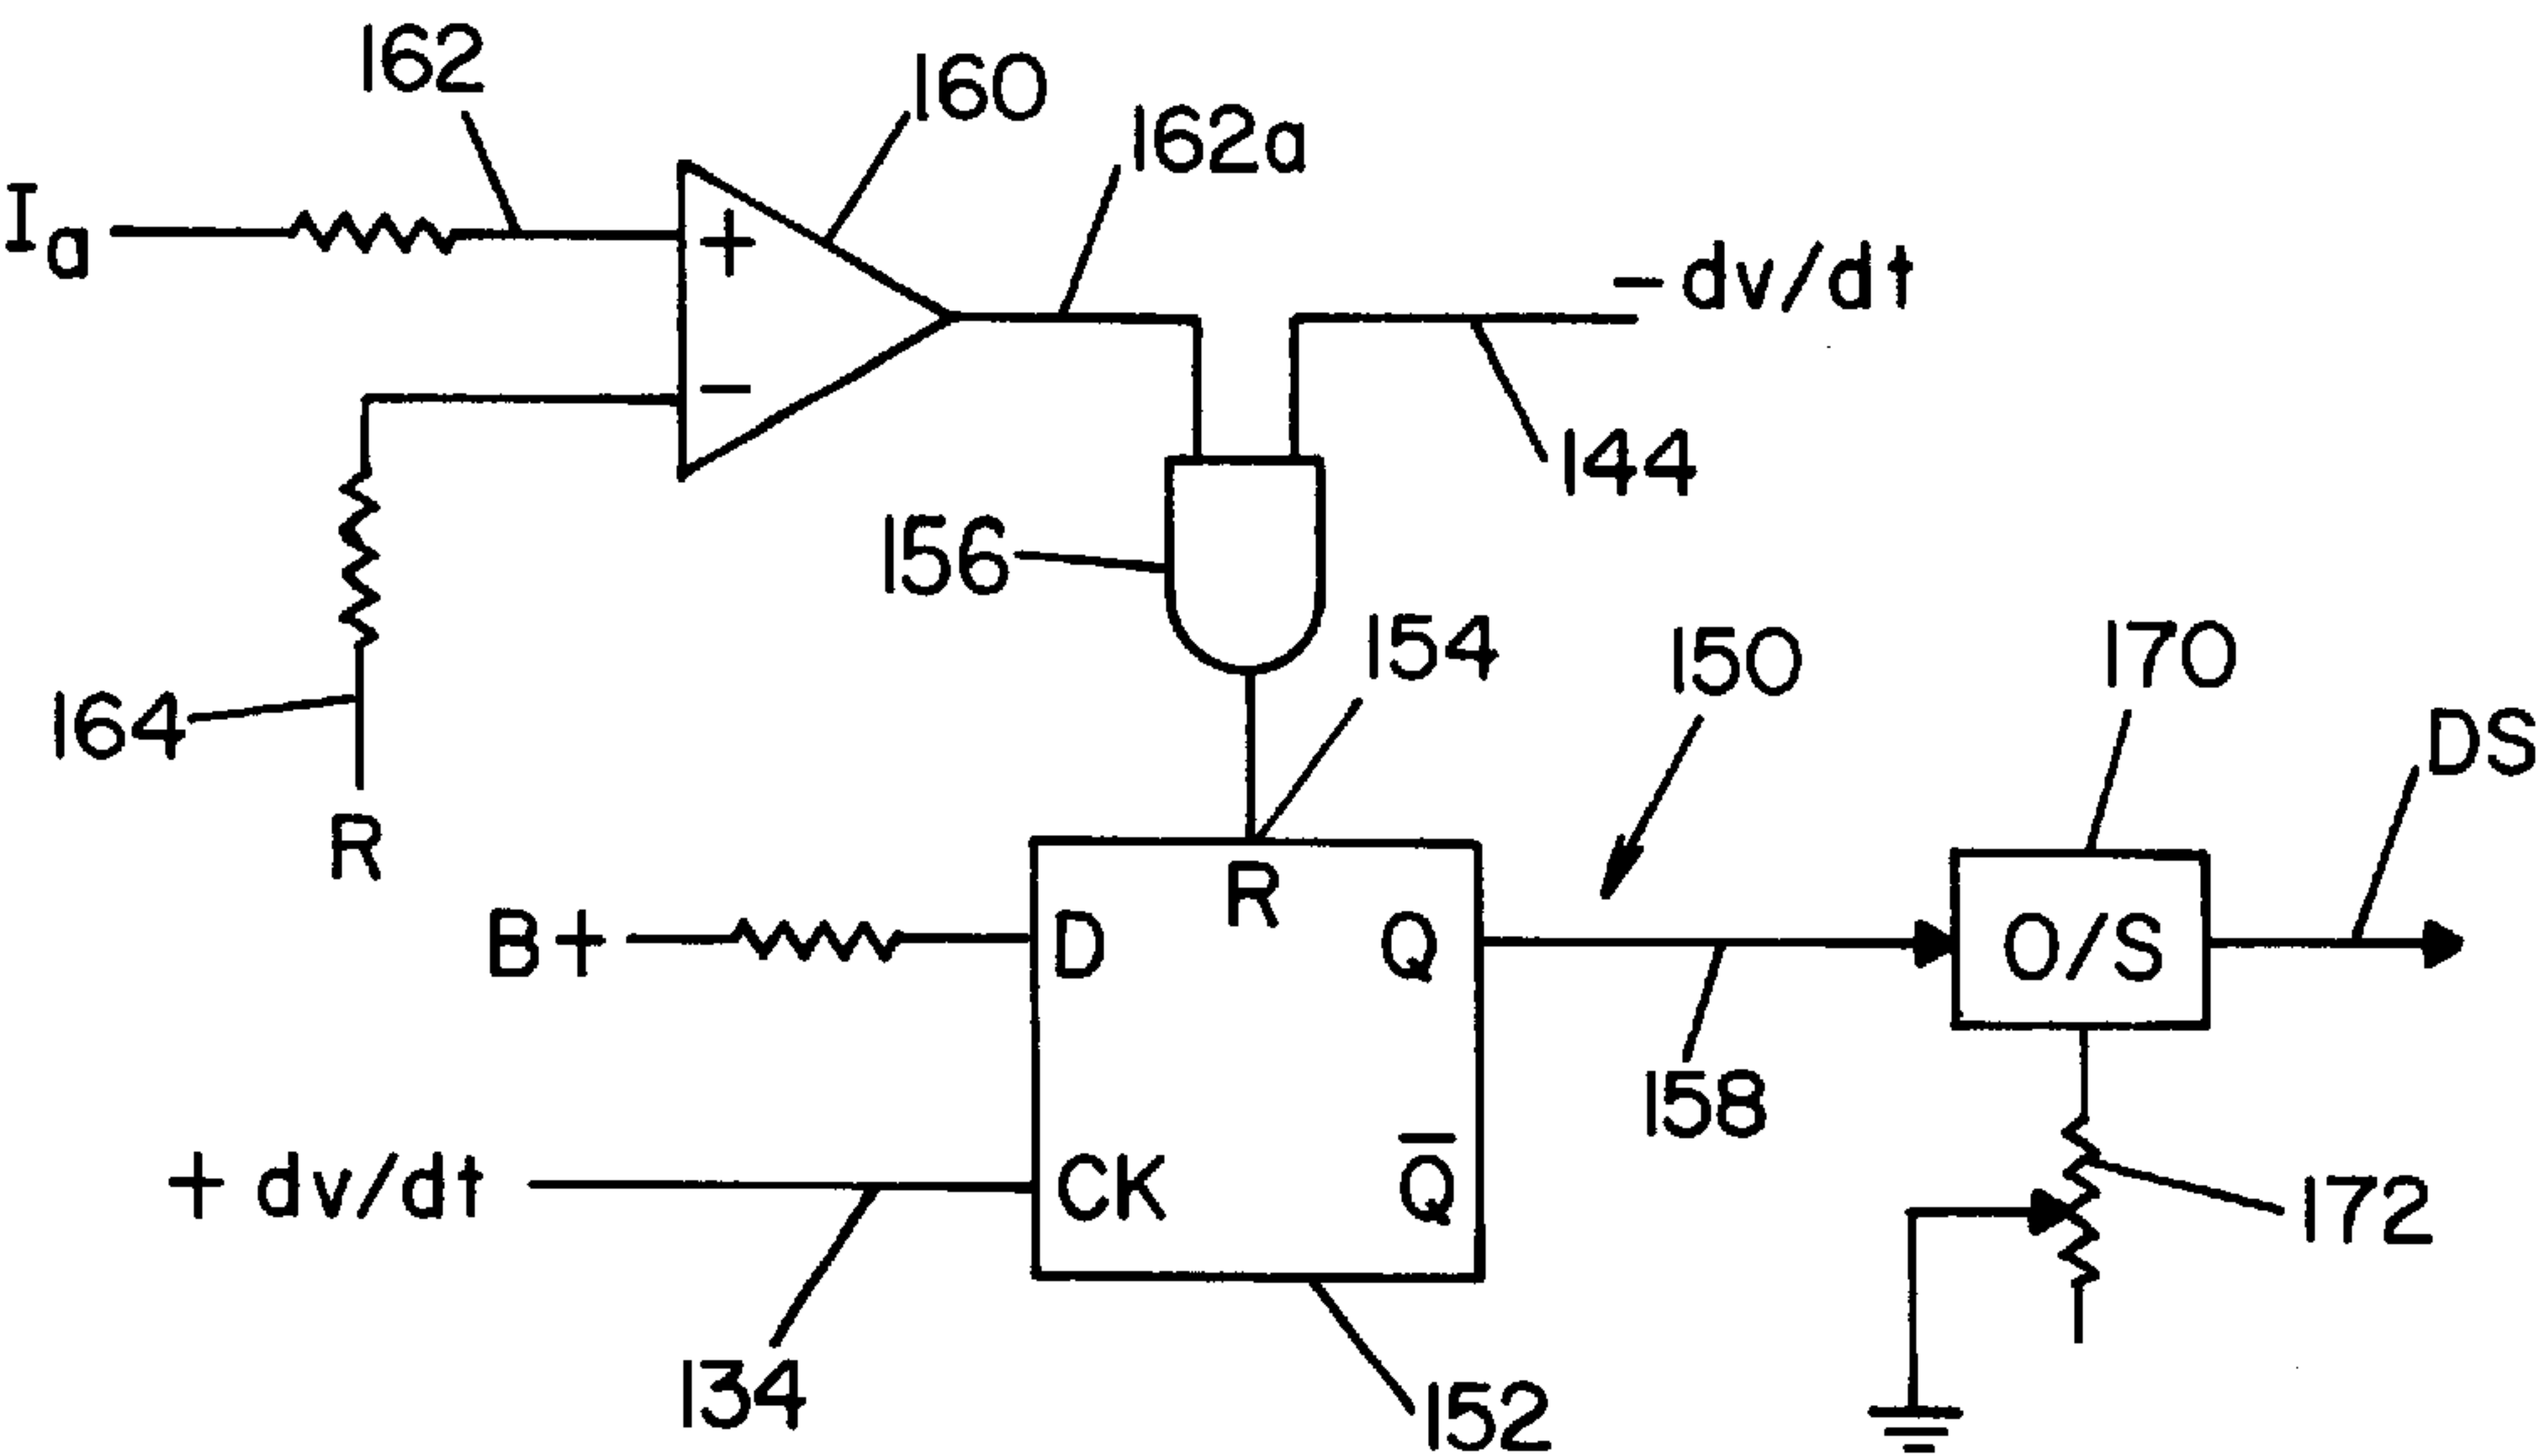 162
160
162a
Ia
+
-dv/dt
−
144
156
154
150
170
164
DS
R
R
B+
D
Q
O/S
158
+dv/dt
CK
Q̅
172
134
152